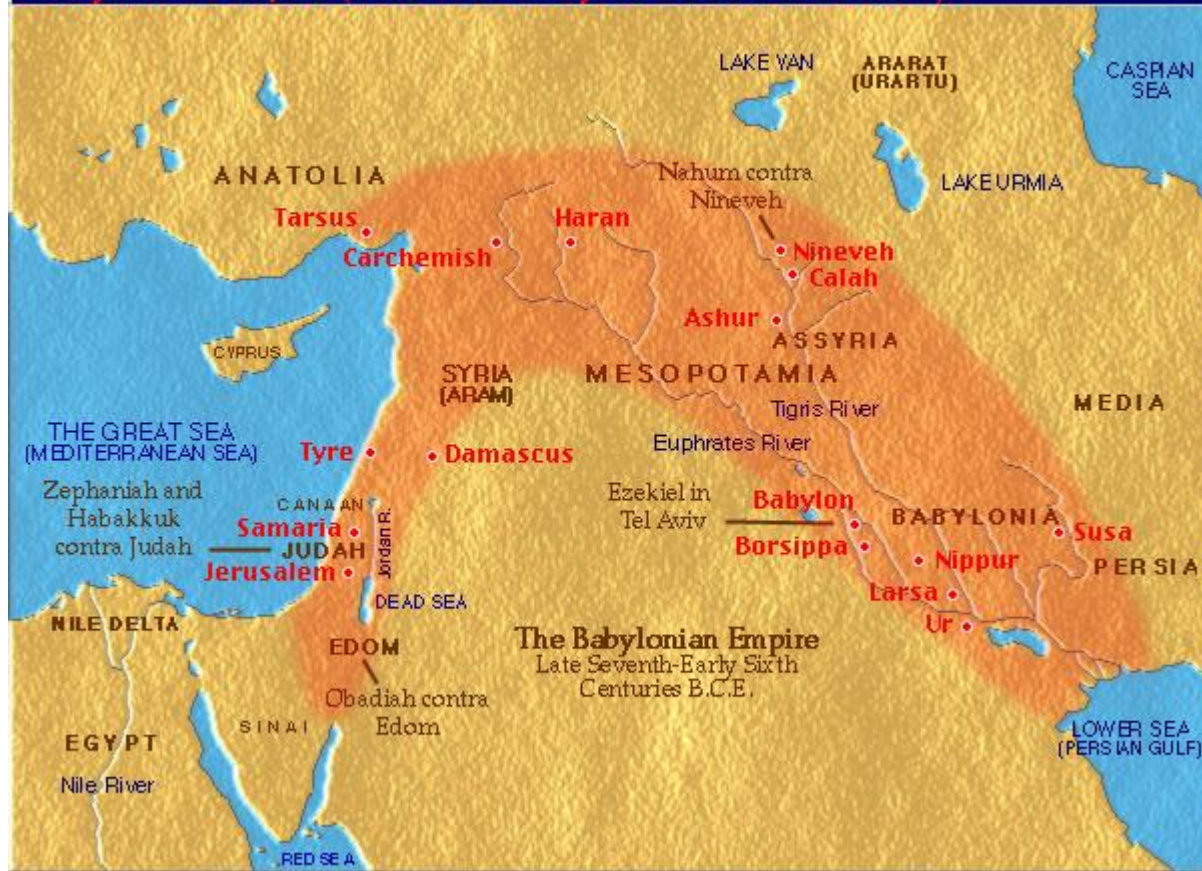 LAKE VAN
ARARAT
(URARTU)
CASPIAN
SEA
ANATOLIA
Nahum contra
Nineveh
LAKE URMIA
Tarsus
Haran
Carchemish
Nineveh
Calah
Ashur
ASSYRIA
CYPRUS
SYRIA
(ARAM)
MESOPOTAMIA
MEDIA
Tigris River
THE GREAT SEA
(MEDITERRANEAN SEA)
Euphrates River
Tyre
Damascus
Zephaniah and
Habakkuk
contra Judah
CANAAN
Samaria
JUDAH
Jerusalem
Jordan R.
Ezekiel in
Tel Aviv
Babylon
BABYLONIA
Susa
Borsippa
Nippur
PERSIA
Larsa
DEAD SEA
Ur
NILE DELTA
EDOM
The Babylonian Empire
Late Seventh-Early Sixth
Centuries B.C.E.
Obadiah contra
Edom
SINAI
EGYPT
LOWER SEA
(PERSIAN GULF)
Nile River
RED SEA